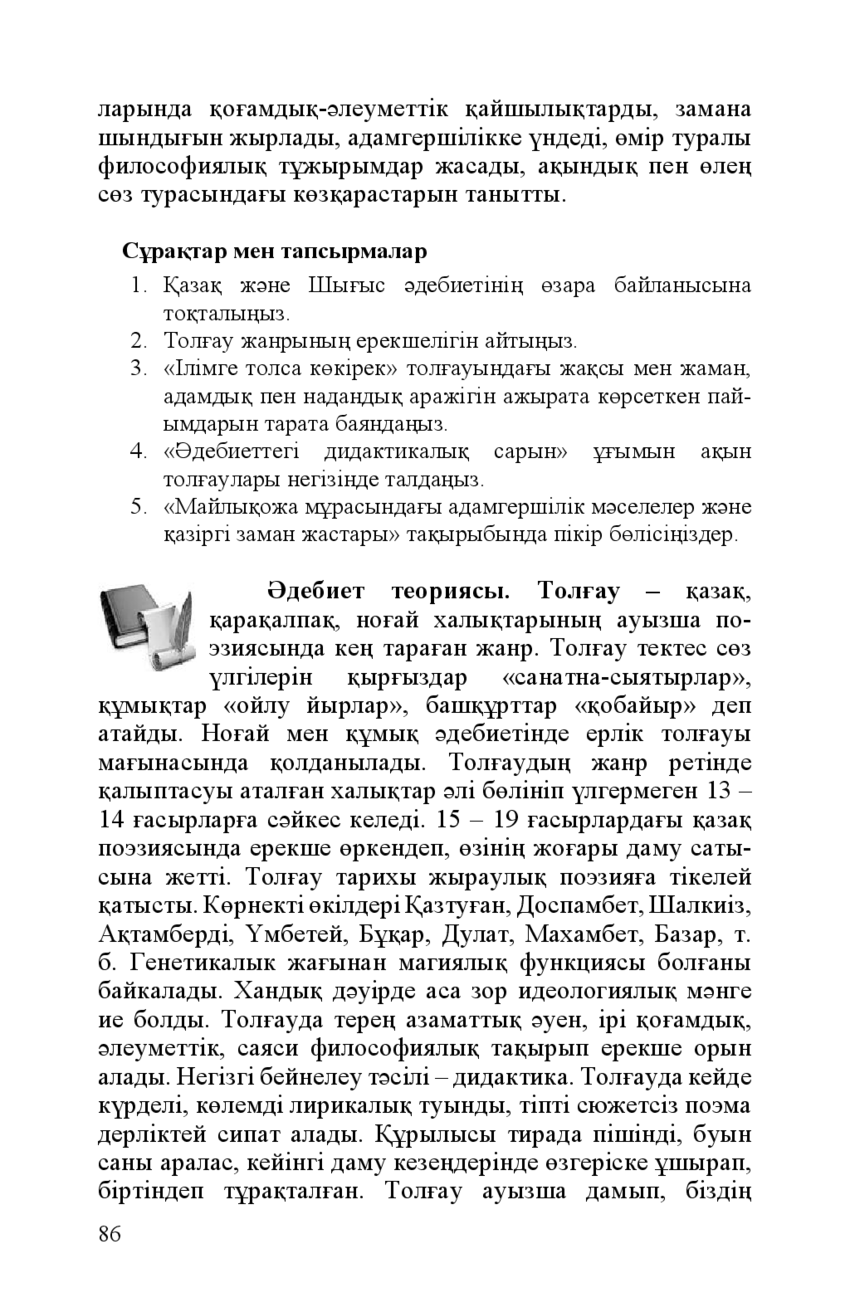 ларында қоғамдық-әлеуметтік қайшылықтарды, замана
шындығын жырлады, адамгершілікке үндеді, өмір туралы
философиялық тұжырымдар жасады, ақындық пен өлең
сөз турасындағы көзқарастарын танытты.
Сұрақтар мен тапсырмалар
1. Қазақ және Шығыс әдебиетінің өзара байланысына
тоқталыңыз.
2. Толғау жанрының ерекшелігін айтыңыз.
3. «Ілімге толса көкірек» толғауындағы жақсы мен жаман,
адамдық пен надандық аражігін ажырата көрсеткен пай-
ымдарын тарата баяндаңыз.
4. «Әдебиеттегі дидактикалық сарын» ұғымын ақын
толғаулары негізінде талдаңыз.
5. «Майлықожа мұрасындағы адамгершілік мәселелер және
қазіргі заман жастары» тақырыбында пікір бөлісіңіздер.
Әдебиет теориясы. Толғау – қазақ,
қарақалпақ, ноғай халықтарының ауызша по-
эзиясында кең тараған жанр. Толғау тектес сөз
үлгілерін қырғыздар «санатна-сыятырлар»,
құмықтар «ойлу йырлар», башқұрттар «қобайыр» деп
атайды. Ноғай мен құмық әдебиетінде ерлік толғауы
мағынасында қолданылады. Толғаудың жанр ретінде
қалыптасуы аталған халықтар әлі бөлініп үлгермеген 13 –
14 ғасырларға сәйкес келеді. 15 – 19 ғасырлардағы қазақ
поэзиясында ерекше өркендеп, өзінің жоғары даму саты-
сына жетті. Толғау тарихы жыраулық поэзияға тікелей
қатысты. Көрнекті өкілдері Қазтуған, Доспамбет, Шалкиіз,
Ақтамберді, Үмбетей, Бұқар, Дулат, Махамбет, Базар, т.
б. Генетикалык жағынан магиялық функциясы болғаны
байкалады. Хандық дәуірде аса зор идеологиялық мәнге
ие болды. Толғауда терең азаматтық әуен, ірі қоғамдық,
әлеуметтік, саяси философиялық тақырып ерекше орын
алады. Негізгі бейнелеу тәсілі – дидактика. Толғауда кейде
күрделі, көлемді лирикалық туынды, тіпті сюжетсіз поэма
дерліктей сипат алады. Құрылысы тирада пішінді, буын
саны аралас, кейінгі даму кезеңдерінде өзгеріске ұшырап,
біртіндеп тұрақталған. Толғау ауызша дамып, біздің
86